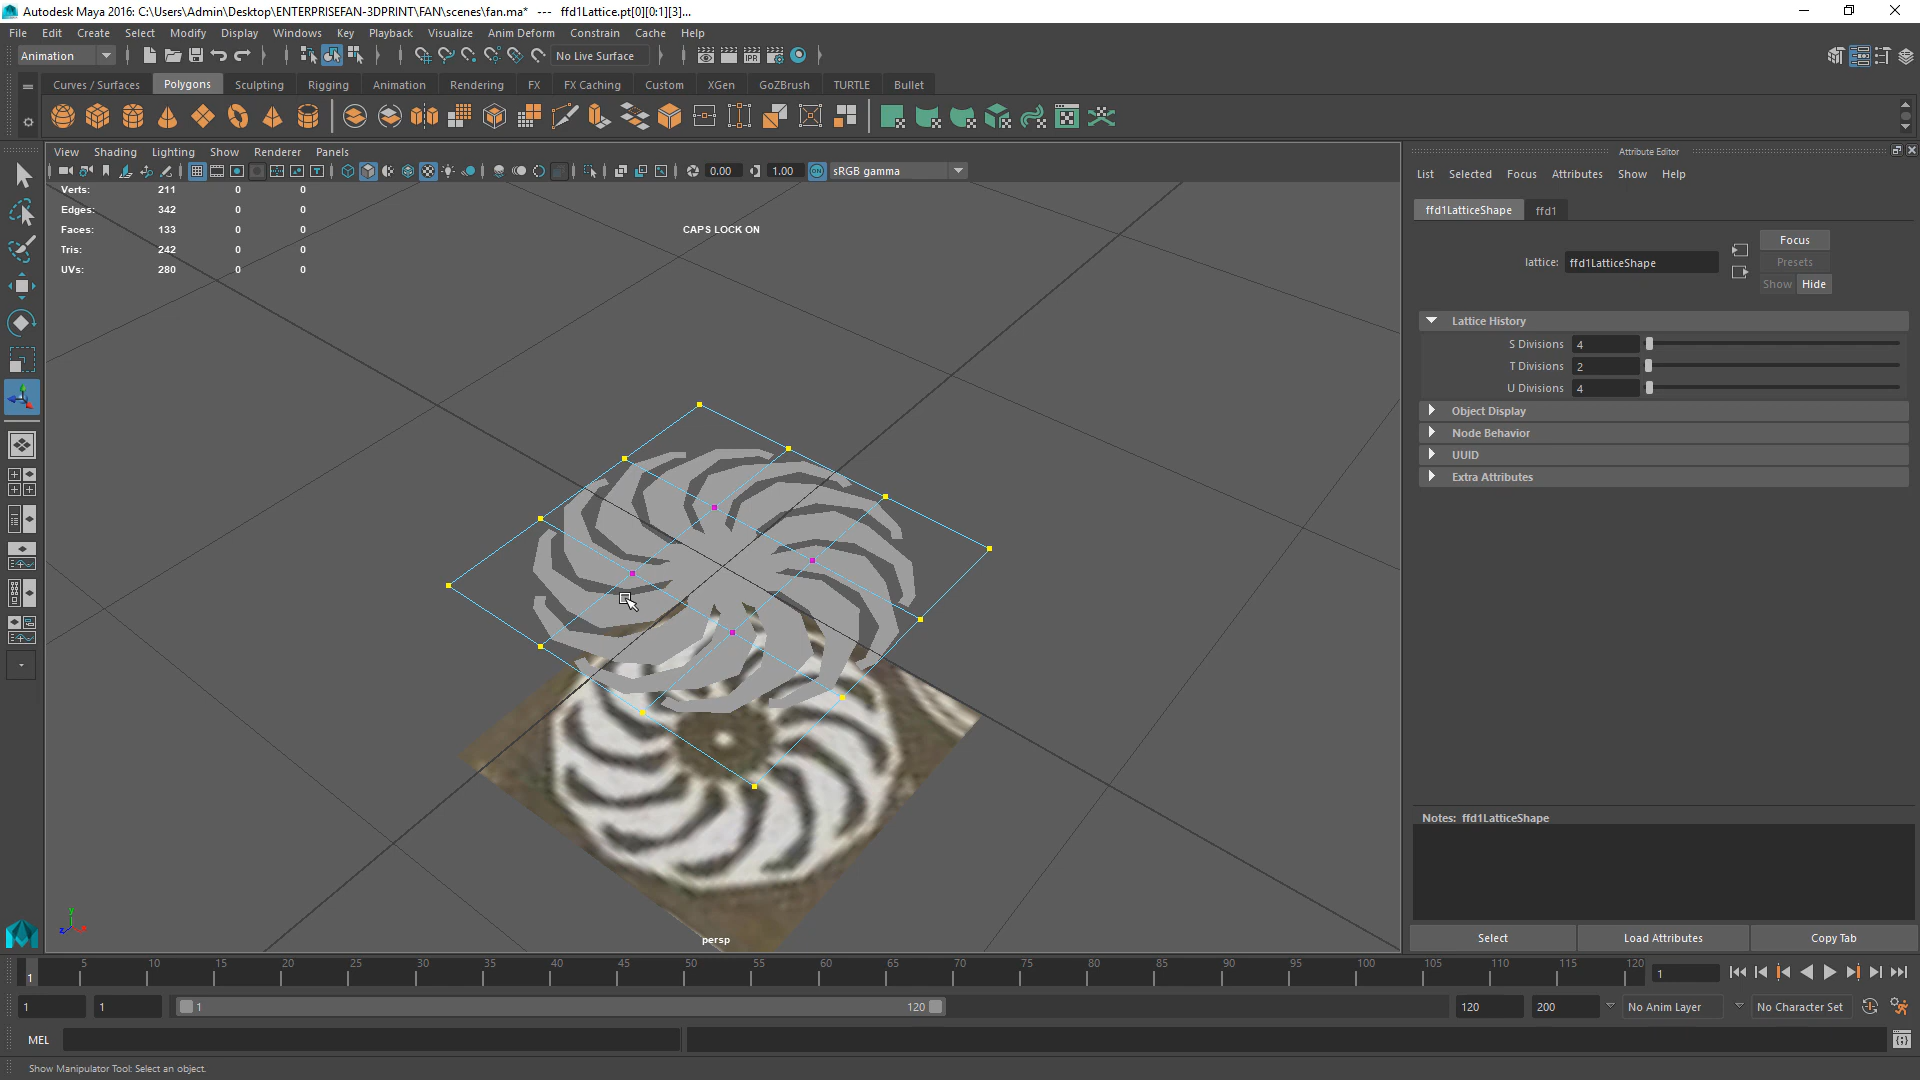 Autodesk Maya 2016: C:\Users\Admin\Desktop\ENTERPRISEFAN-3DPRINT\FAN\scenes\fan.ma* --- ffd1Lattice.pt[0][0:1][3]...
File Edit Create Select Modify Display Windows Key Playback Visualize Anim Deform Constrain Cache Help
Animation No Live Surface
Curves / Surfaces Polygons Sculpting Rigging Animation Rendering FX FX Caching Custom XGen GoZBrush TURTLE Bullet
View Shading Lighting Show Renderer Panels
0.00 1.00 ON sRGB gamma
Verts: 211 0 0
Edges: 342 0 0
Faces: 133 0 0
Tris: 242 0 0
UVs: 280 0 0
CAPS LOCK ON
persp
y
z
x
Attribute Editor
List Selected Focus Attributes Show Help
ffd1LatticeShape ffd1
lattice: ffd1LatticeShape
Focus
Presets
Show Hide
Lattice History
S Divisions 4
T Divisions 2
U Divisions 4
Object Display
Node Behavior
UUID
Extra Attributes
Notes: ffd1LatticeShape
Select Load Attributes Copy Tab
1 5 10 15 20 25 30 35 40 45 50 55 60 65 70 75 80 85 90 95 100 105 110 115 120 1
1 1 1 120 120 200 No Anim Layer No Character Set
MEL
Show Manipulator Tool: Select an object.